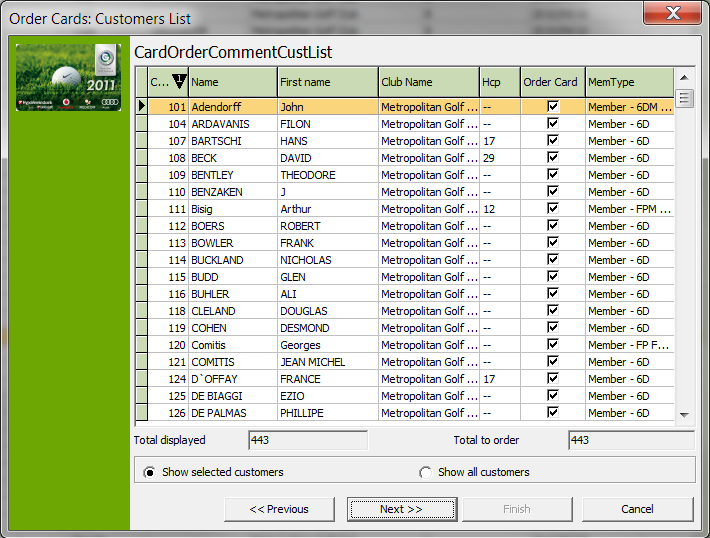 Order Cards: Customers List
2011
CardOrderCommentCustList
C... 1 Name First name Club Name Hcp Order Card MemType
101 Adendorff John Metropolitan Golf ... -- Member - 6DM ...
104 ARDAVANIS FILON Metropolitan Golf ... -- Member - 6D
107 BARTSCHI HANS Metropolitan Golf ... 17 Member - 6D
108 BECK DAVID Metropolitan Golf ... 29 Member - 6D
109 BENTLEY THEODORE Metropolitan Golf ... -- Member - 6D
110 BENZAKEN J Metropolitan Golf ... -- Member - 6D
111 Bisig Arthur Metropolitan Golf ... 12 Member - FPM ...
112 BOERS ROBERT Metropolitan Golf ... -- Member - 6D
113 BOWLER FRANK Metropolitan Golf ... -- Member - 6D
114 BUCKLAND NICHOLAS Metropolitan Golf ... -- Member - 6D
115 BUDD GLEN Metropolitan Golf ... -- Member - 6D
116 BUHLER ALI Metropolitan Golf ... -- Member - 6D
118 CLELAND DOUGLAS Metropolitan Golf ... -- Member - 6D
119 COHEN DESMOND Metropolitan Golf ... -- Member - 6D
120 Comitis Georges Metropolitan Golf ... -- Member - FP F...
121 COMITIS JEAN MICHEL Metropolitan Golf ... -- Member - 6D
124 D`OFFAY FRANCE Metropolitan Golf ... 17 Member - 6D
125 DE BIAGGI EZIO Metropolitan Golf ... -- Member - 6D
126 DE PALMAS PHILLIPE Metropolitan Golf ... -- Member - 6D
Total displayed 443 Total to order 443
Show selected customers Show all customers
<< Previous Next >> Finish Cancel